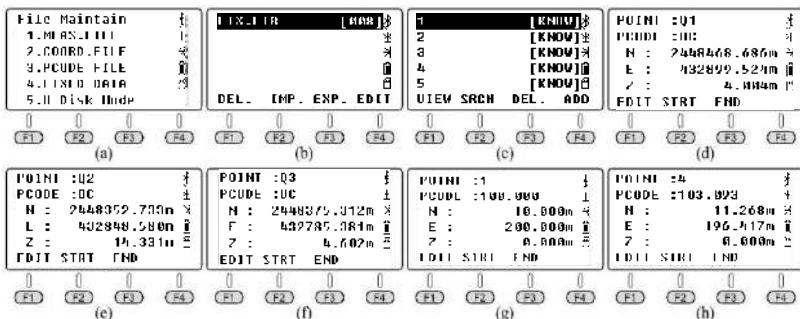 File Maintain
1.MEAS.FILE
2.COORD.FILE
3.PCODE FILE
4.FIXED DATA
5.U Disk Mode
F1 F2 F3 F4
(a)
FIX.FIX [008]
DEL. IMP. EXP. EDIT
F1 F2 F3 F4
(b)
1 [KNOW]
2 [KNOW]
3 [KNOW]
4 [KNOW]
5 [KNOW]
VIEW SRCH DEL. ADD
F1 F2 F3 F4
(c)
POINT :Q1
PCODE :DC
N : 2448468.686m
E : 432899.524m
Z : 4.004m
EDIT STRT END
F1 F2 F3 F4
(d)
POINT :Q2
PCODE :DC
N : 2448352.733m
E : 432848.580m
Z : 14.331m
EDIT STRT END
F1 F2 F3 F4
(e)
POINT :Q3
PCODE :DC
N : 2448375.312m
E : 432785.381m
Z : 4.602m
EDIT STRT END
F1 F2 F3 F4
(f)
POINT :1
PCODE :100.000
N : 10.000m
E : 200.000m
Z : 0.000m
EDIT STRT END
F1 F2 F3 F4
(g)
POINT :4
PCODE :103.093
N : 11.268m
E : 196.417m
Z : 0.000m
EDIT STRT END
F1 F2 F3 F4
(h)